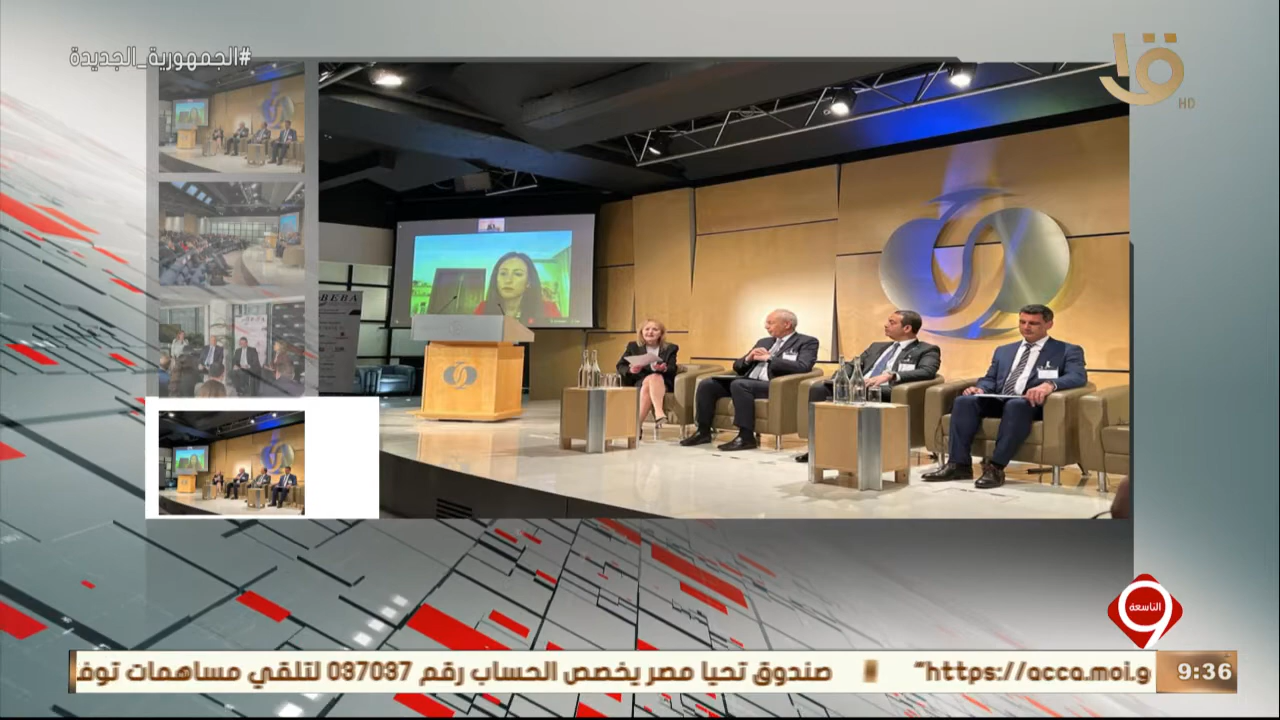 #الجمهورية_الجديدة
HD
BEBA
التاسعة
9
صندوق تحيا مصر يخصص الحساب رقم 037037 لتلقي مساهمات توف
"https://acca.moi.g
9:36